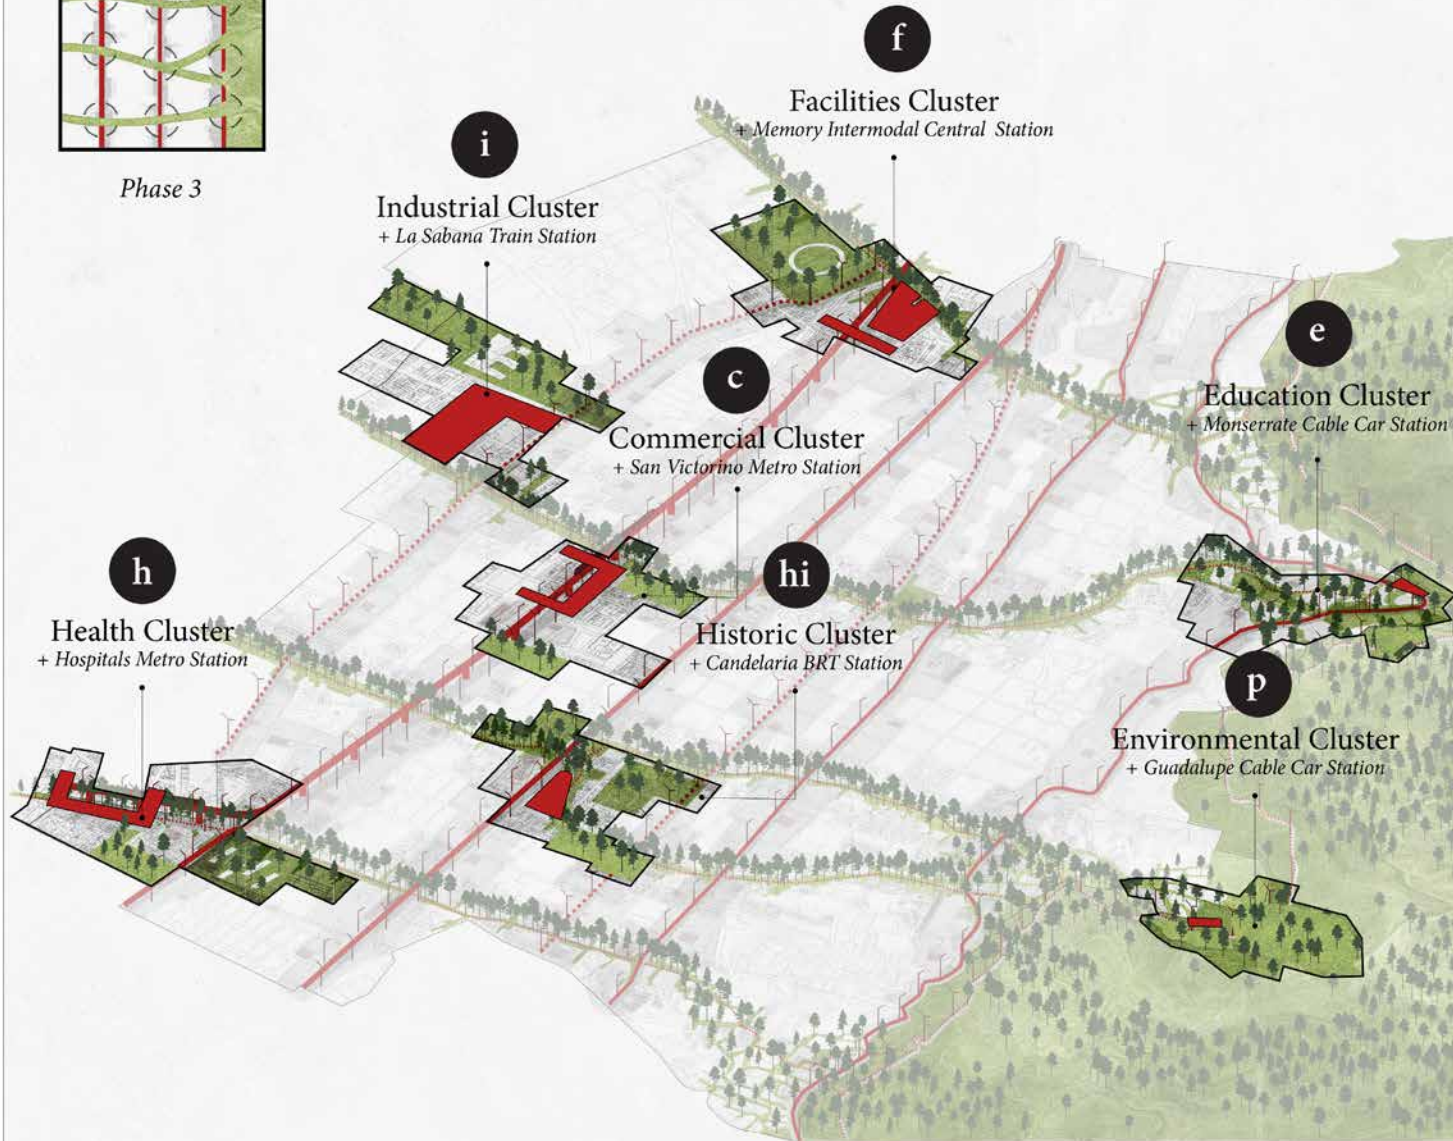 Phase 3
f
Facilities Cluster
+ Memory Intermodal Central Station
i
Industrial Cluster
+ La Sabana Train Station
e
Education Cluster
+ Monserrate Cable Car Station
c
Commercial Cluster
+ San Victorino Metro Station
h
Health Cluster
+ Hospitals Metro Station
hi
Historic Cluster
+ Candelaria BRT Station
p
Environmental Cluster
+ Guadalupe Cable Car Station